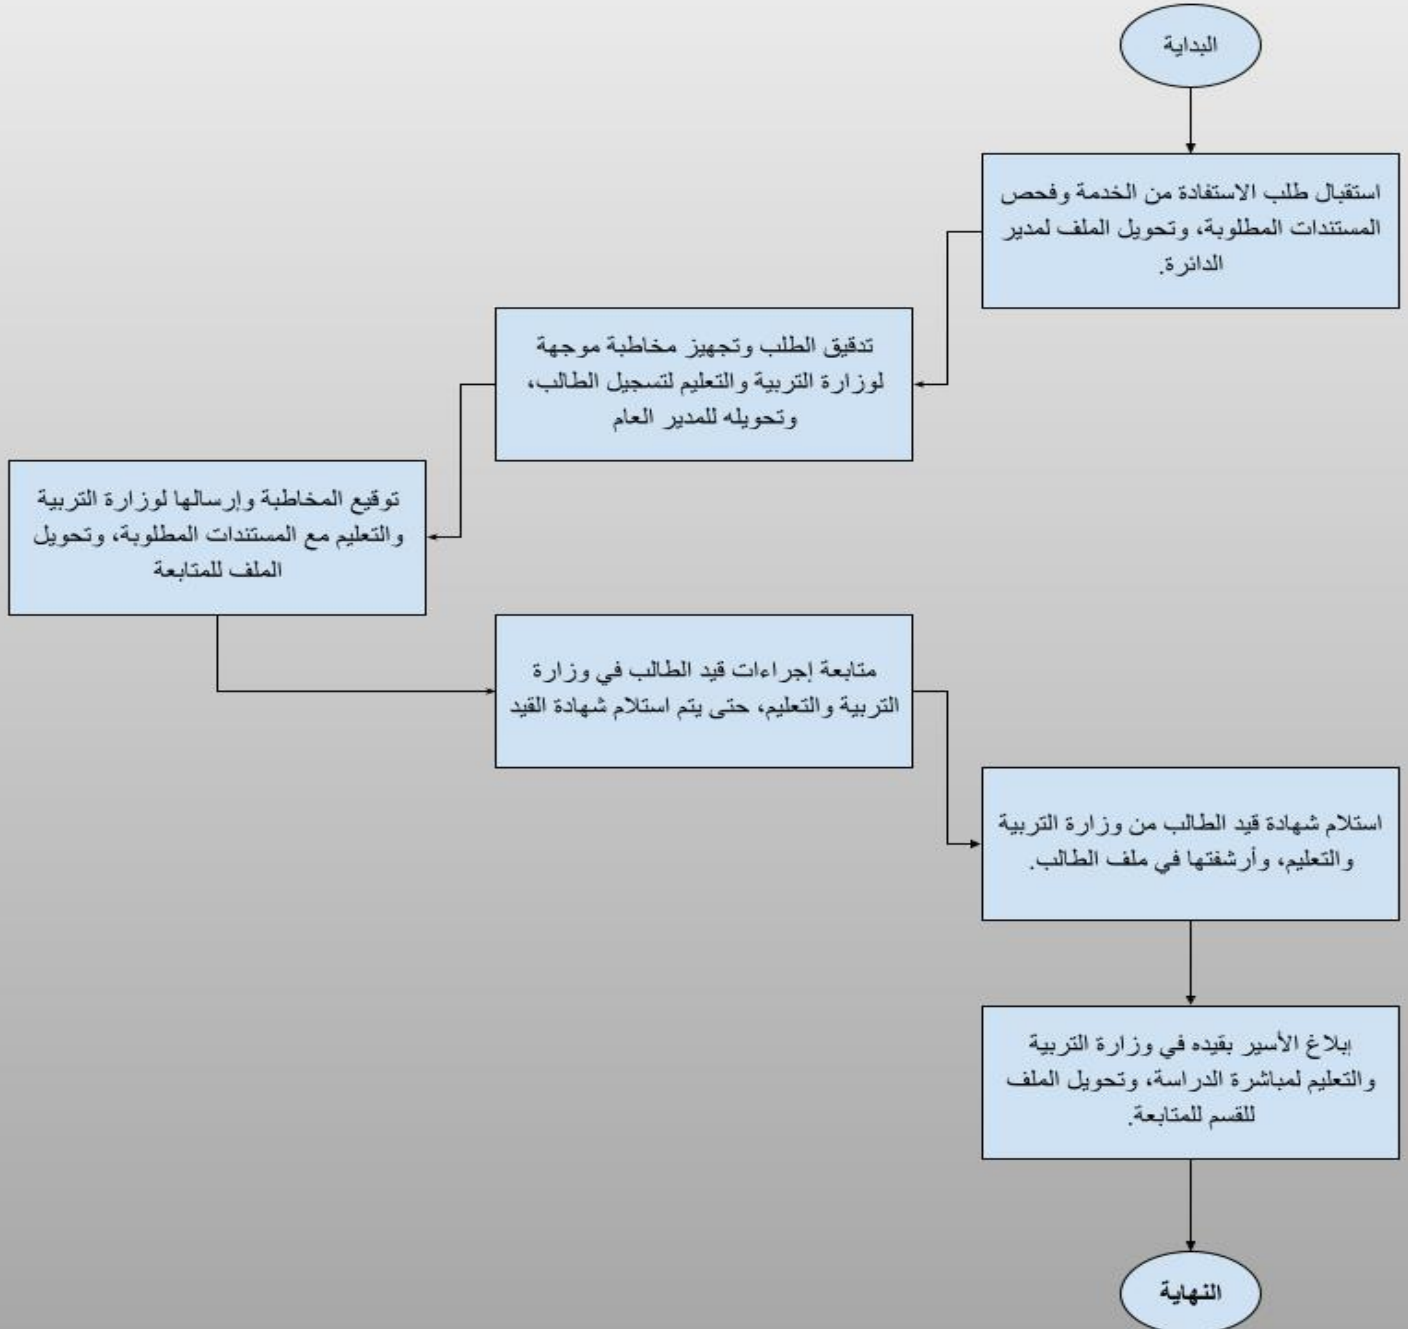 البداية
استقبال طلب الاستفادة من الخدمة وفحص
المستندات المطلوبة، وتحويل الملف لمدير
الدائرة.
تدقيق الطلب وتجهيز مخاطبة موجهة
لوزارة التربية والتعليم لتسجيل الطالب،
وتحويله للمدير العام
توقيع المخاطبة وإرسالها لوزارة التربية
والتعليم مع المستندات المطلوبة، وتحويل
الملف للمتابعة
متابعة إجراءات قيد الطالب في وزارة
التربية والتعليم، حتى يتم استلام شهادة القيد
استلام شهادة قيد الطالب من وزارة التربية
والتعليم، وأرشفتها في ملف الطالب.
إبلاغ الأسير بقيده في وزارة التربية
والتعليم لمباشرة الدراسة، وتحويل الملف
للقسم للمتابعة.
النهاية